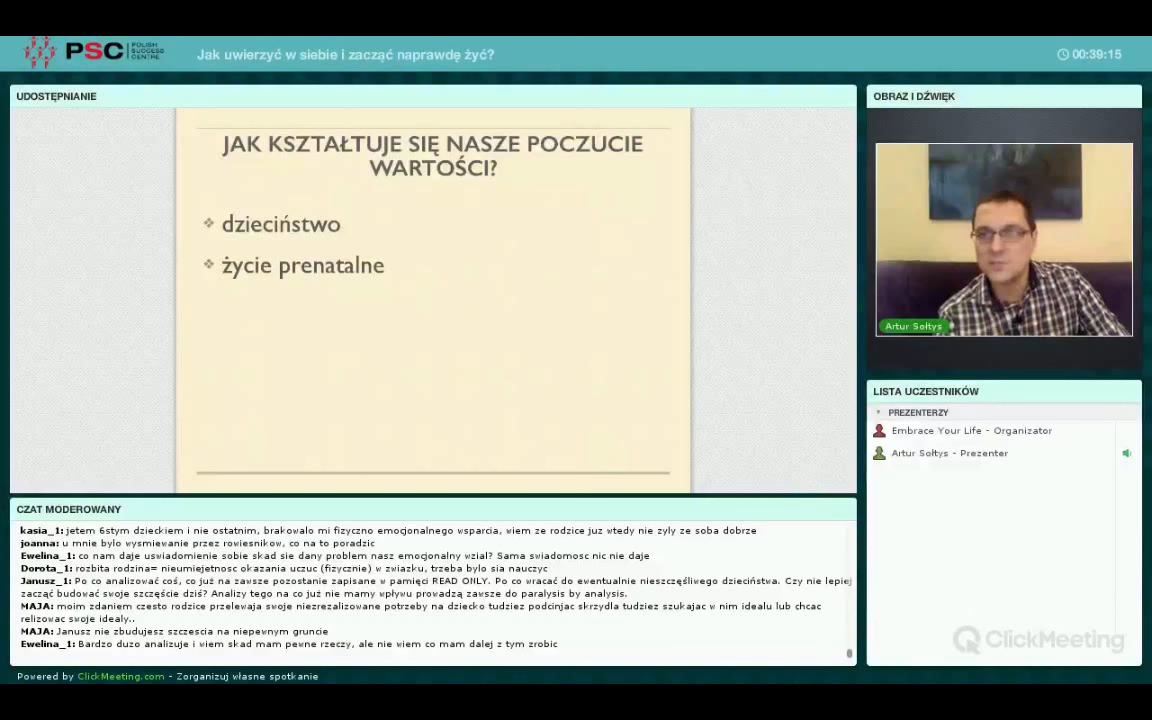 PSC POLISH SUCCESS CENTRE
Jak uwierzyć w siebie i zacząć naprawdę żyć?
00:39:15
UDOSTĘPNIANIE
JAK KSZTAŁTUJE SIĘ NASZE POCZUCIE
WARTOŚCI?
❖ dzieciństwo
❖ życie prenatalne
OBRAZ I DŹWIĘK
Artur Sołtys
LISTA UCZESTNIKÓW
PREZENTERZY
Embrace Your Life - Organizator
Artur Sołtys - Prezenter
ClickMeeting
CZAT MODEROWANY
kasia_1: jetem 6stym dzieckiem i nie ostatnim, brakowalo mi fizyczno emocjonalnego wsparcia, wiem ze rodzice juz wtedy nie zyly ze soba dobrze
joanna: u mnie bylo wysmiewanie przez rowiesnikow, co na to poradzic
Ewelina_1: co nam daje uswiadomienie sobie skad sie dany problem nasz emocjonalny wzial? Sama swiadomosc nic nie daje
Dorota_1: rozbita rodzina= nieumiejetnosc okazania uczuc (fizycznie) w zwiazku, trzeba bylo sia nauczyc
Janusz_1: Po co analizować coś, co już na zawsze pozostanie zapisane w pamięci READ ONLY. Po co wracać do ewentualnie nieszczęśliwego dzieciństwa. Czy nie lepiej
zacząć budować swoje szczęście dziś? Analizy tego na co już nie mamy wpływu prowadzą zawsze do paralysis by analysis.
MAJA: moim zdaniem czesto rodzice przelewaja swoje niezrezalizowane potrzeby na dziecko tudziez podcinjac skrzydla tudziez szukajac w nim idealu lub chcac
relizowac swoje idealy..
MAJA: Janusz nie zbudujesz szczescia na niepewnym gruncie
Ewelina_1: Bardzo duzo analizuje i wiem skad mam pewne rzeczy, ale nie wiem co mam dalej z tym zrobic
Powered by ClickMeeting.com - Zorganizuj własne spotkanie